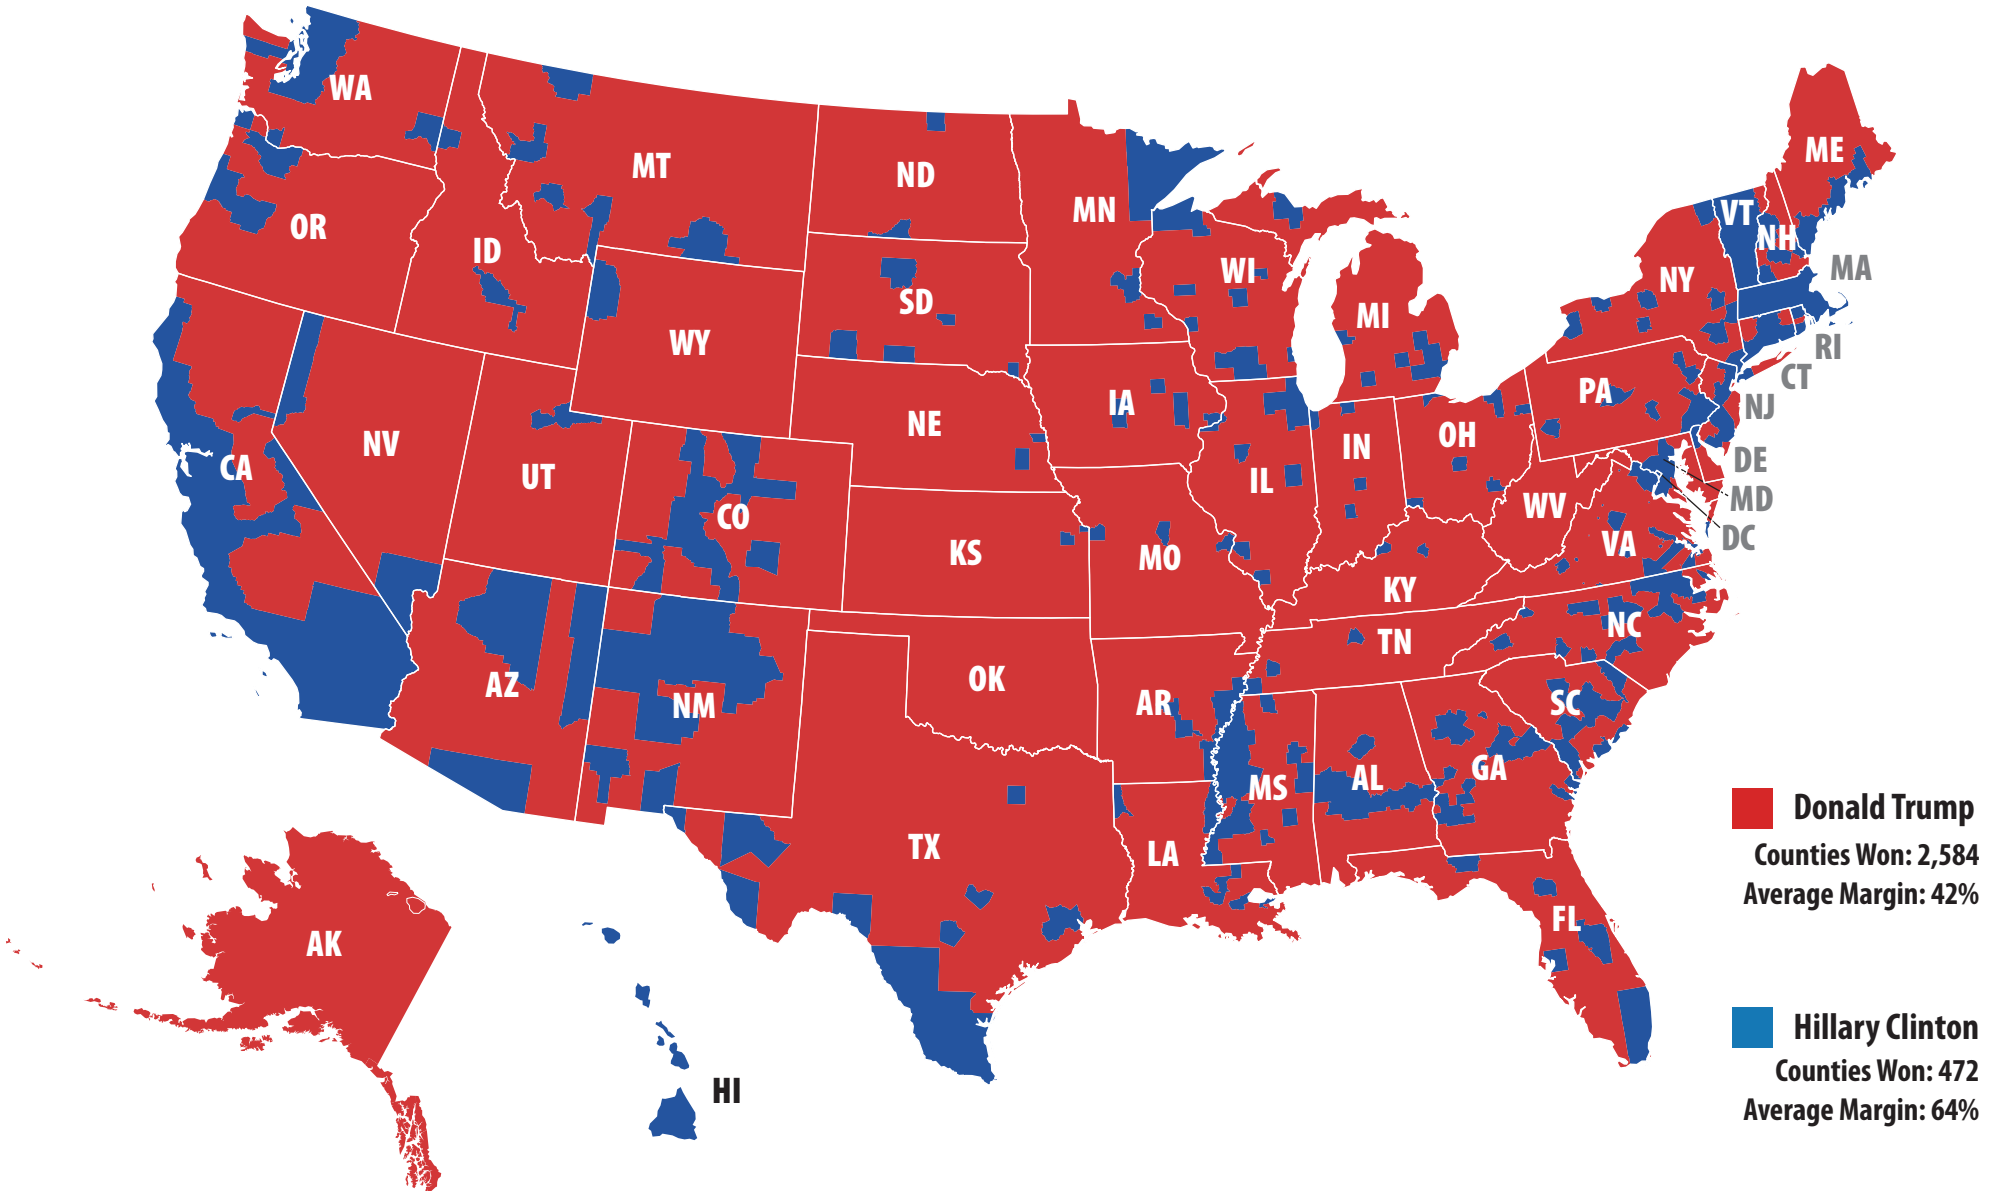 WA
ME
MT
ND
VT
MN
OR
NH
ID
WI
MA
NY
SD
MI
WY
RI
CT
PA
IA
NJ
NE
OH
NV
IN
CA
DE
UT
IL
MD
WV
CO
DC
KS
MO
VA
KY
NC
TN
OK
AZ
SC
AR
NM
GA
AL
MS
Donald Trump
TX
LA
Counties Won: 2,584
Average Margin: 42%
FL
AK
Hillary Clinton
Counties Won: 472
HI
Average Margin: 64%